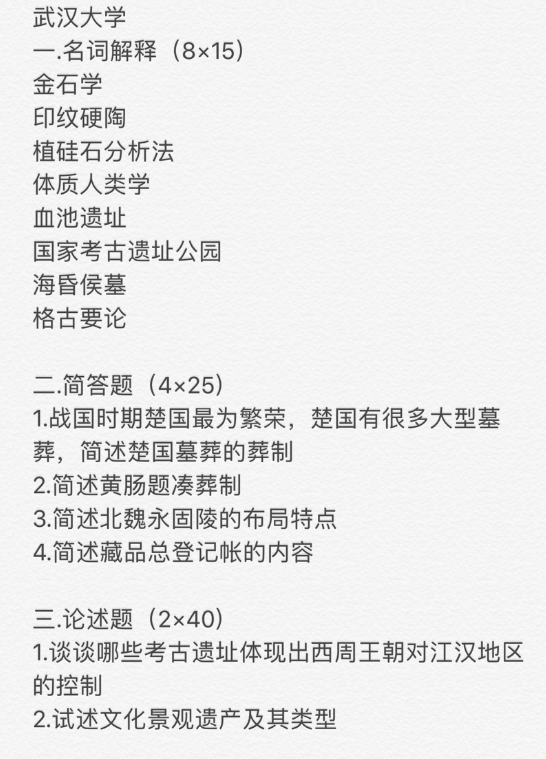 武汉大学
一.名词解释（8×15）
金石学
印纹硬陶
植硅石分析法
体质人类学
血池遗址
国家考古遗址公园
海昏侯墓
格古要论
二.简答题（4×25）
1.战国时期楚国最为繁荣，楚国有很多大型墓
葬，简述楚国墓葬的葬制
2.简述黄肠题凑葬制
3.简述北魏永固陵的布局特点
4.简述藏品总登记帐的内容
三.论述题（2×40）
1.谈谈哪些考古遗址体现出西周王朝对江汉地区
的控制
2.试述文化景观遗产及其类型